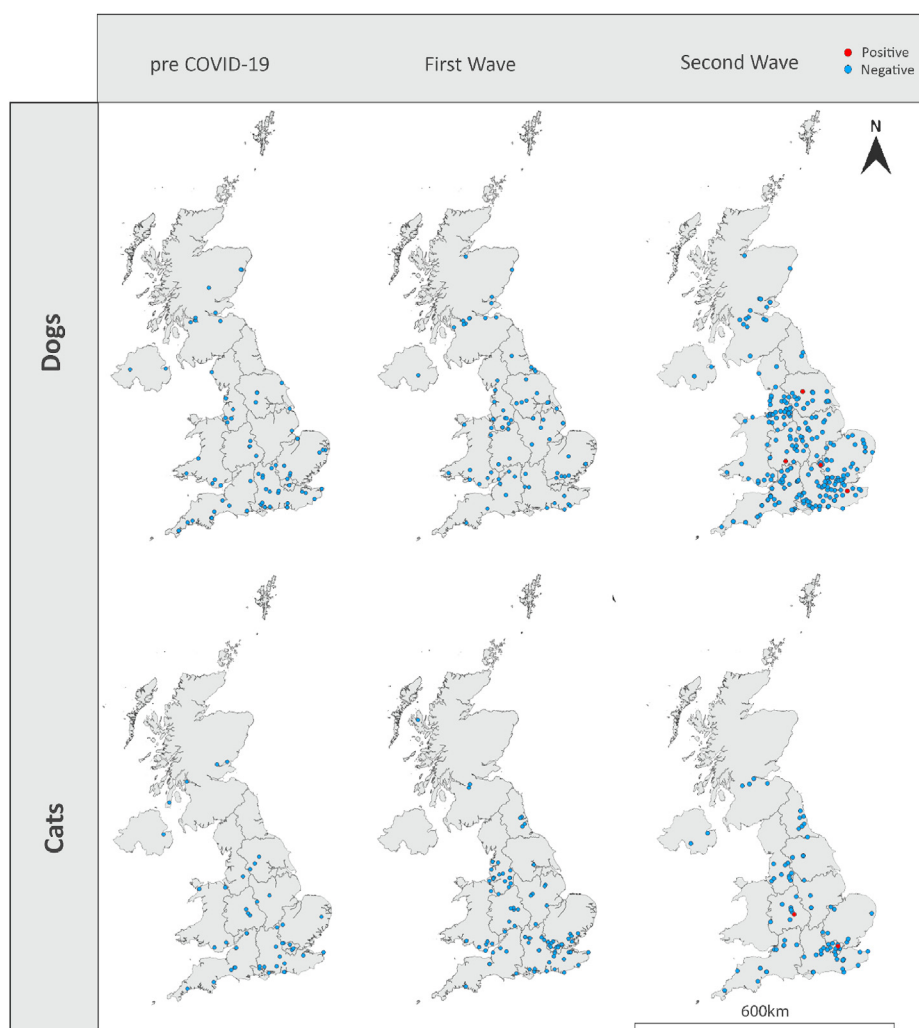 pre COVID-19
First Wave
Second Wave
Positive
Negative
N
Dogs
Cats
600km